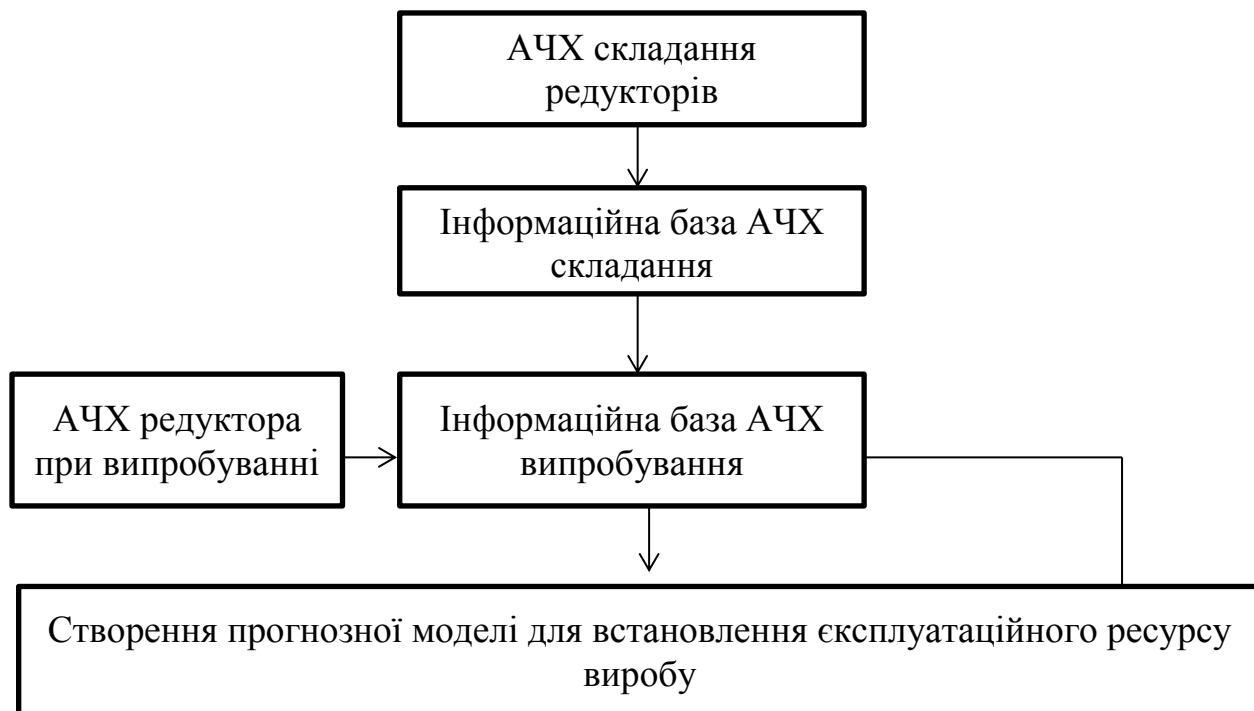 АЧХ складання
редукторів
Інформаційна база АЧХ
складання
АЧХ редуктора
при випробуванні
Інформаційна база АЧХ
випробування
Створення прогнозної моделі для встановлення єксплуатаційного ресурсу
виробу